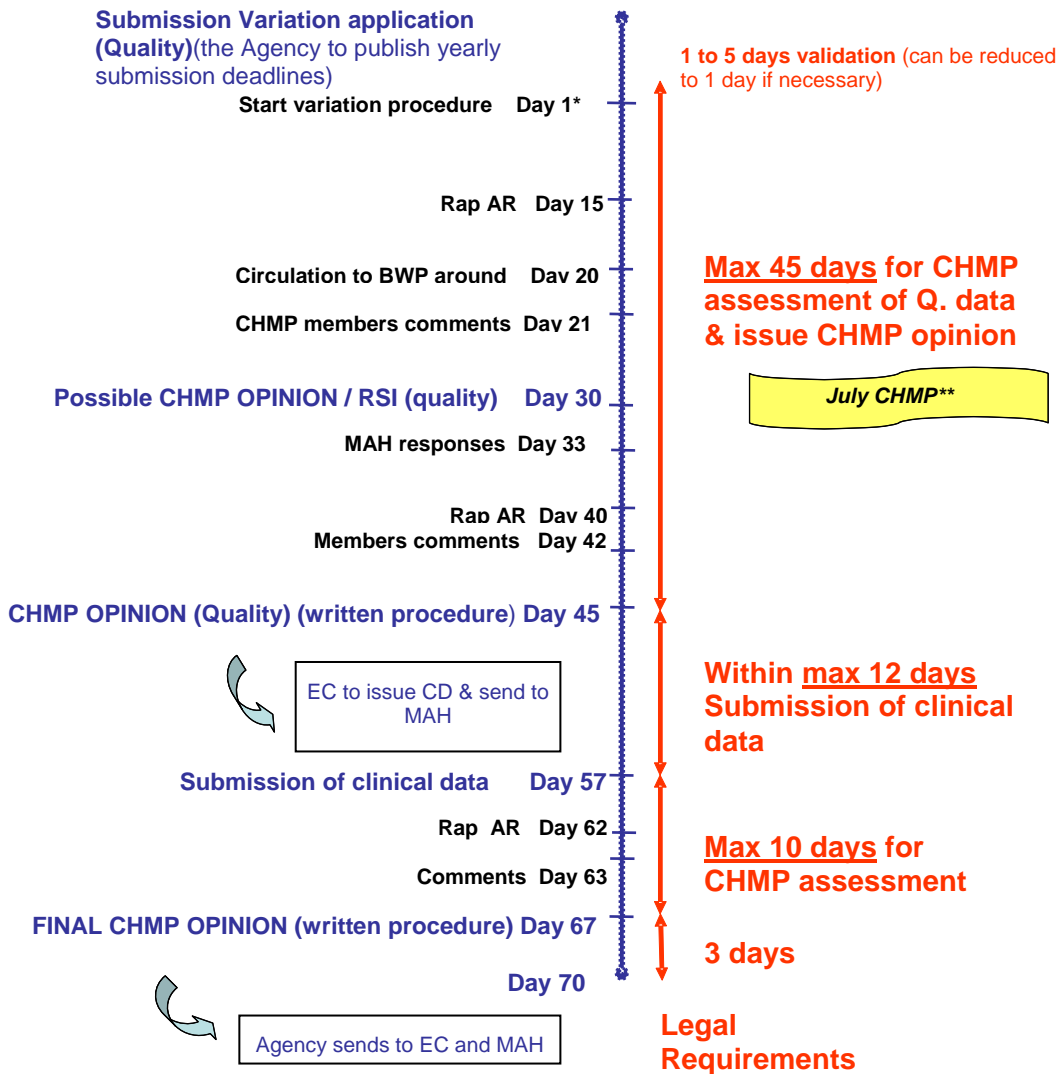 Submission Variation application
(Quality)(the Agency to publish yearly
submission deadlines)
1 to 5 days validation (can be reduced
to 1 day if necessary)
Start variation procedure Day 1*
Rap AR Day 15
Circulation to BWP around Day 20
CHMP members comments Day 21
Max 45 days for CHMP
assessment of Q. data
& issue CHMP opinion
July CHMP**
Possible CHMP OPINION / RSI (quality) Day 30
MAH responses Day 33
Rap AR Day 40
Members comments Day 42
CHMP OPINION (Quality) (written procedure) Day 45
EC to issue CD & send to
MAH
Within max 12 days
Submission of clinical
data
Submission of clinical data Day 57
Rap AR Day 62
Comments Day 63
Max 10 days for
CHMP assessment
FINAL CHMP OPINION (written procedure) Day 67
3 days
Day 70
Agency sends to EC and MAH
Legal
Requirements